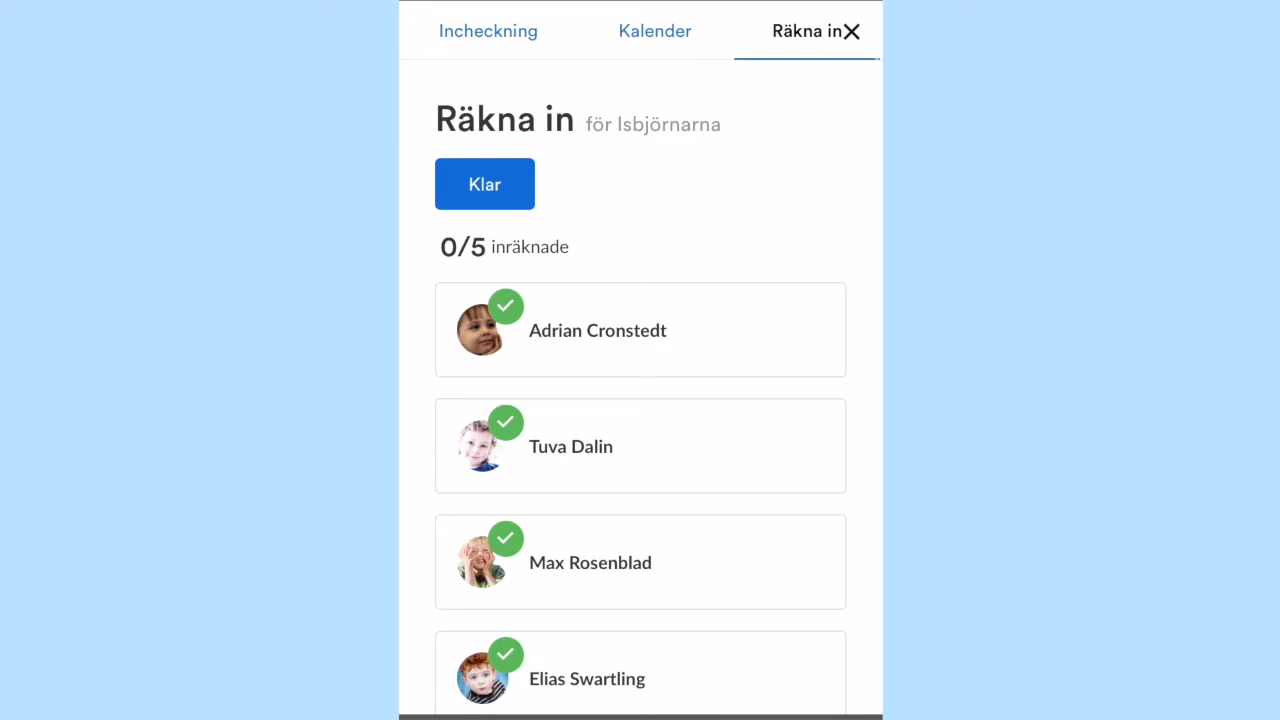 Incheckning Kalender Räkna in
Räkna in för Isbjörnarna
Klar
0/5 inräknade
Adrian Cronstedt
Tuva Dalin
Max Rosenblad
Elias Swartling